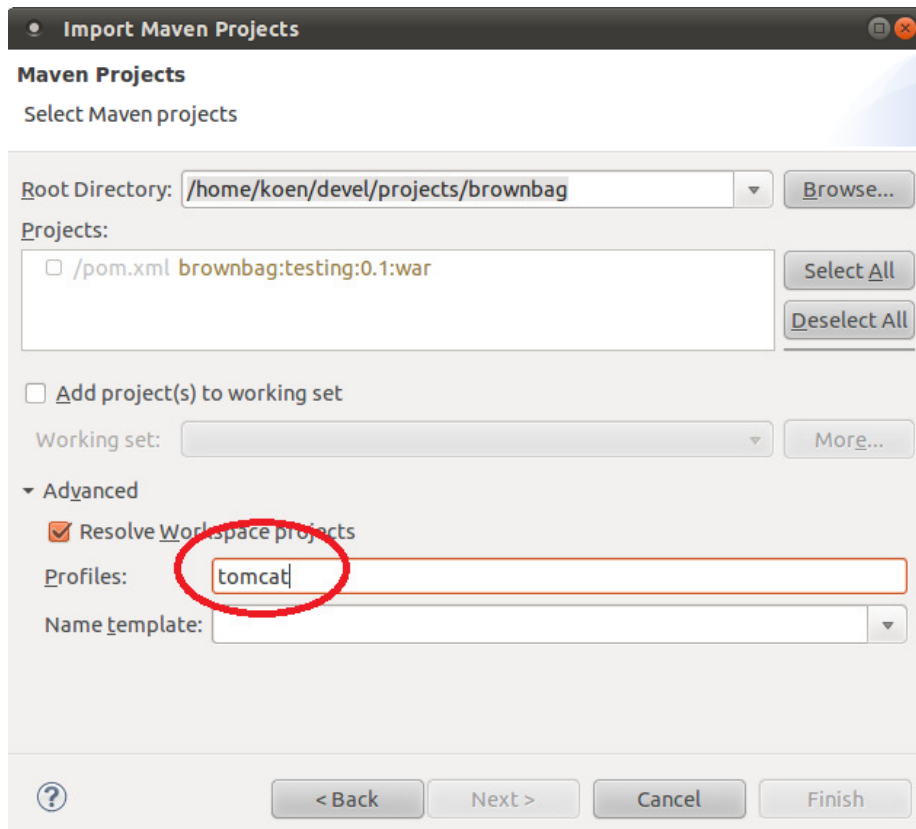 Import Maven Projects
Maven Projects
Select Maven projects
Root Directory: /home/koen/devel/projects/brownbag Browse...
Projects:
/pom.xml brownbag:testing:0.1:war
Select All
Deselect All
Add project(s) to working set
Working set: More...
Advanced
Resolve Workspace projects
Profiles: tomcat
Name template:
? < Back Next > Cancel Finish